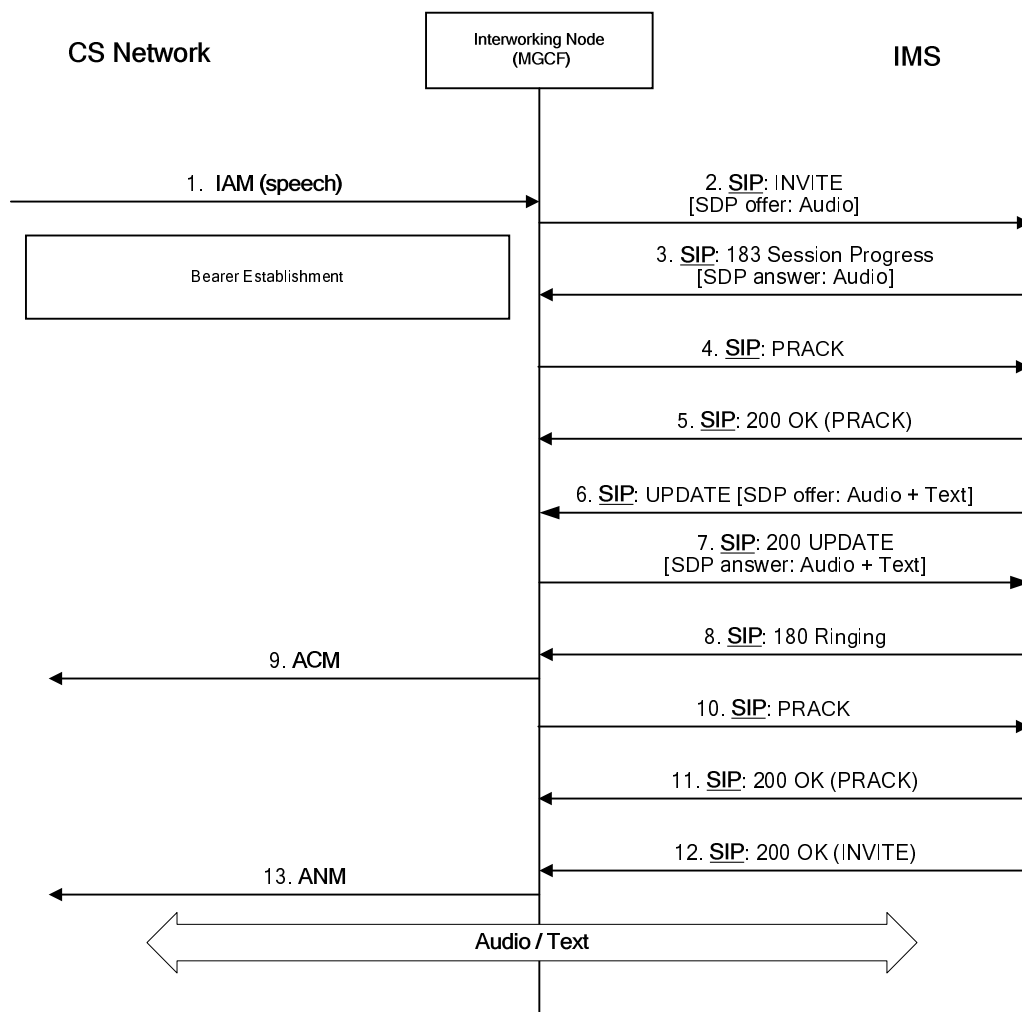 CS Network
Interworking Node
(MGCF)
IMS
1. IAM (speech)
2. SIP: INVITE
[SDP offer: Audio]
Bearer Establishment
3. SIP: 183 Session Progress
[SDP answer: Audio]
4. SIP: PRACK
5. SIP: 200 OK (PRACK)
6. SIP: UPDATE [SDP offer: Audio + Text]
7. SIP: 200 UPDATE
[SDP answer: Audio + Text]
8. SIP: 180 Ringing
9. ACM
10. SIP: PRACK
11. SIP: 200 OK (PRACK)
12. SIP: 200 OK (INVITE)
13. ANM
Audio / Text